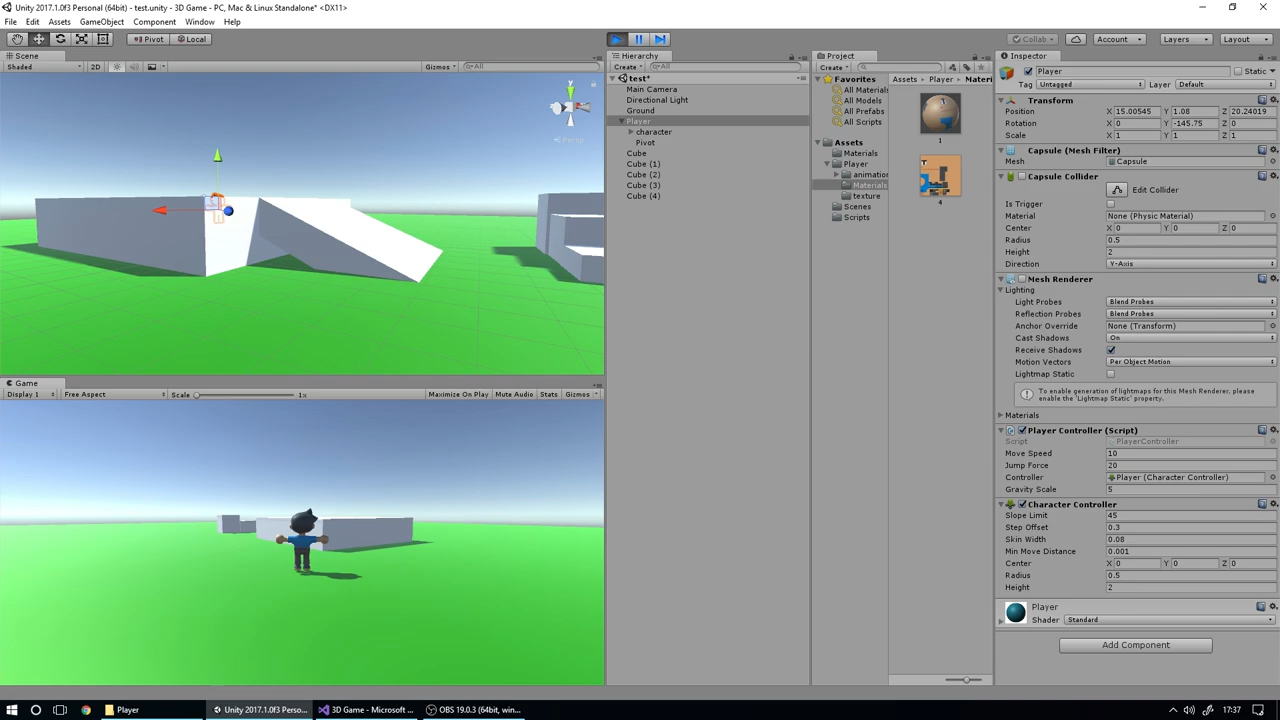 Unity 2017.1.0f3 Personal (64bit) - test.unity - 3D Game - PC, Mac & Linux Standalone* <DX11>
File Edit Assets GameObject Component Window Help
Pivot Local
Collab Account Layers Layout
Scene
Shaded 2D Gizmos All
Persp
Game
Display 1 Free Aspect Scale 1x Maximize On Play Mute Audio Stats Gizmos
Hierarchy
Create All
test*
Main Camera
Directional Light
Ground
Player
character
Pivot
Cube
Cube (1)
Cube (2)
Cube (3)
Cube (4)
Project
Create
Favorites
All Materials
All Models
All Prefabs
All Scripts
Assets
Materials
Player
animation
Materials
texture
Scenes
Scripts
Assets Player Materi
1
4
Inspector
Player Static
Tag Untagged Layer Default
Transform
Position X 15.00545 Y 1.08 Z 20.24019
Rotation X 0 Y -145.75 Z 0
Scale X 1 Y 1 Z 1
Capsule (Mesh Filter)
Mesh Capsule
Capsule Collider
Edit Collider
Is Trigger
Material None (Physic Material)
Center X 0 Y 0 Z 0
Radius 0.5
Height 2
Direction Y-Axis
Mesh Renderer
Lighting
Light Probes Blend Probes
Reflection Probes Blend Probes
Anchor Override None (Transform)
Cast Shadows On
Receive Shadows
Motion Vectors Per Object Motion
Lightmap Static
To enable generation of lightmaps for this Mesh Renderer, please
enable the 'Lightmap Static' property.
Materials
Player Controller (Script)
Script PlayerController
Move Speed 10
Jump Force 20
Controller Player (Character Controller)
Gravity Scale 5
Character Controller
Slope Limit 45
Step Offset 0.3
Skin Width 0.08
Min Move Distance 0.001
Center X 0 Y 0 Z 0
Radius 0.5
Height 2
Player
Shader Standard
Add Component
Player Unity 2017.1.0f3 Perso... 3D Game - Microsoft ... OBS 19.0.3 (64bit, win... 17:37